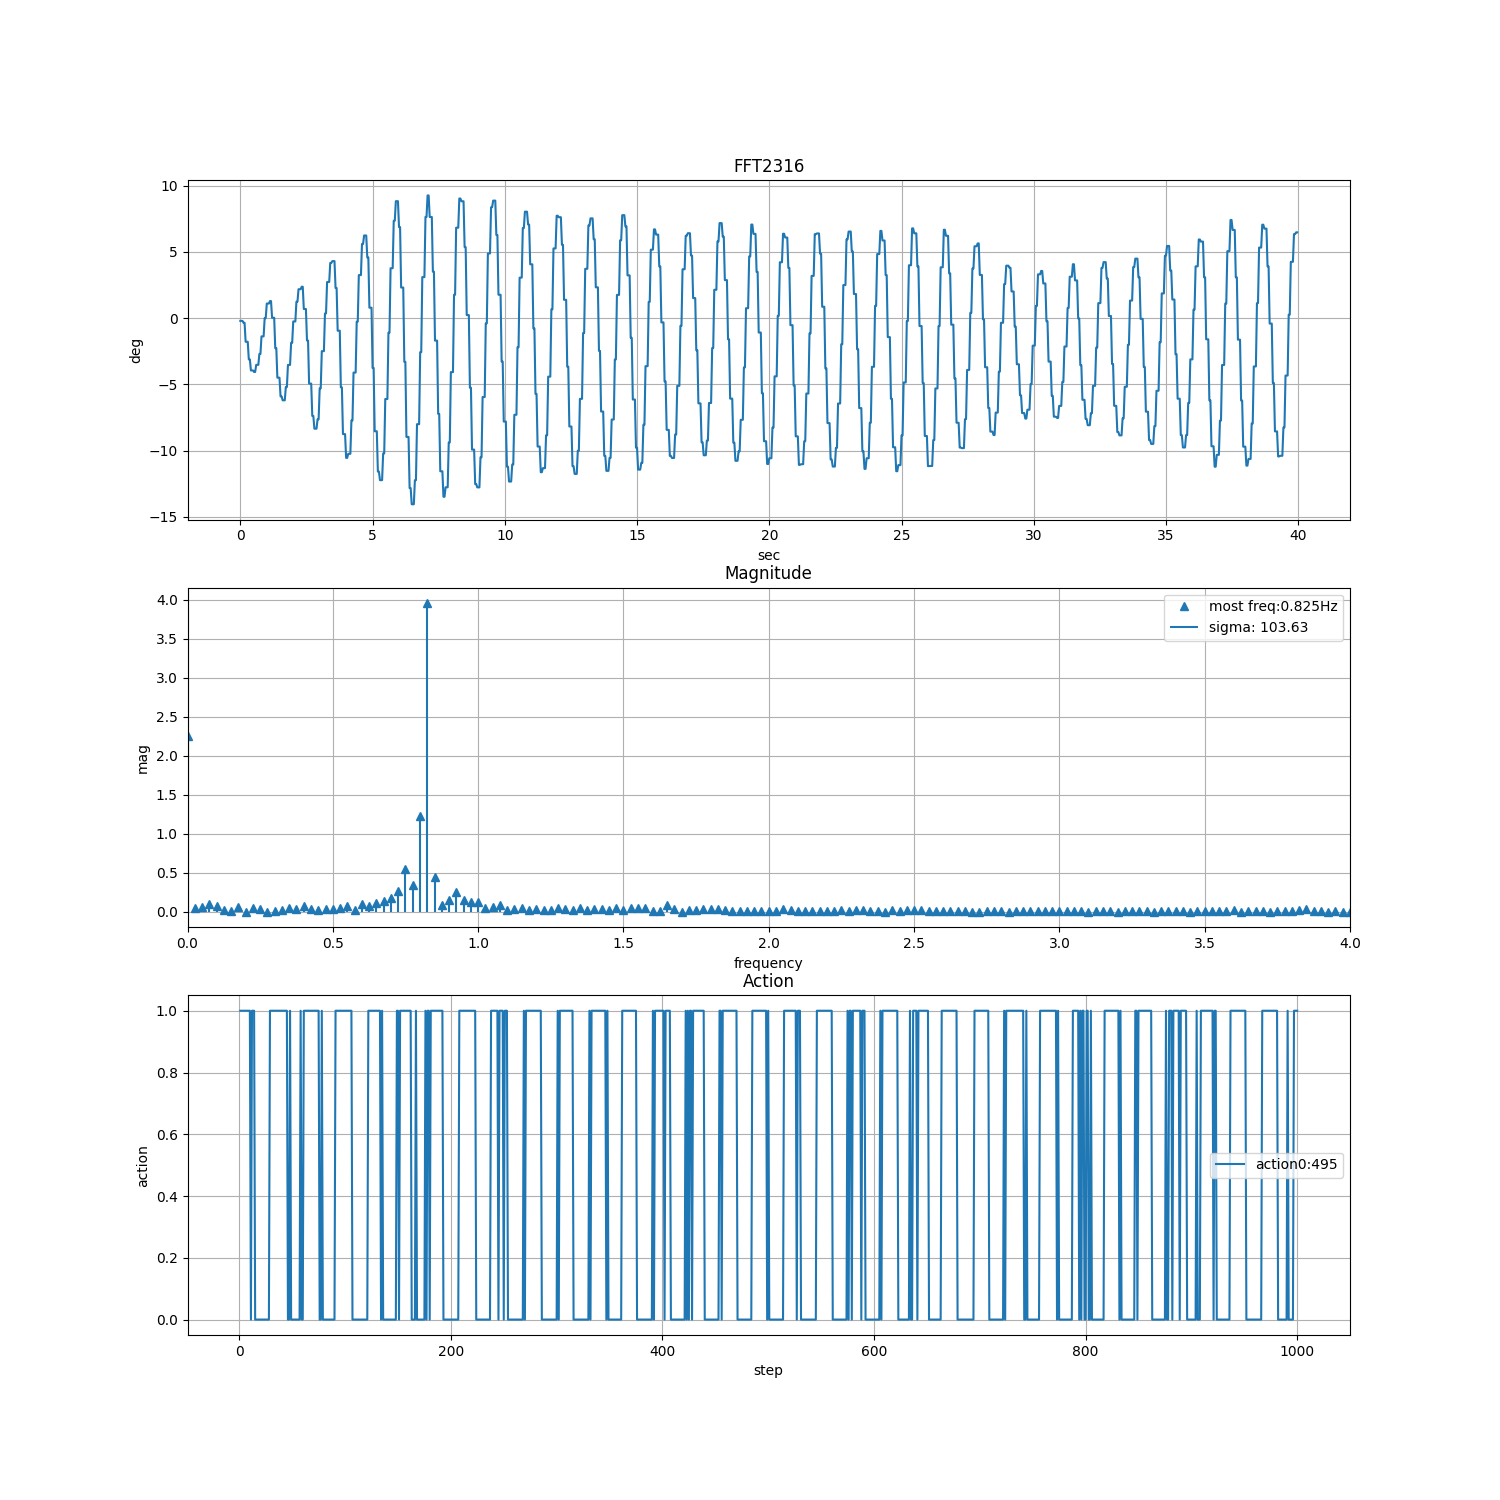 FFT2316
10
5
0
−5
−10
−15
deg
0 5 10 15 20 25 30 35 40
sec
Magnitude
4.0
3.5
3.0
2.5
2.0
1.5
1.0
0.5
0.0
mag
most freq:0.825Hz
sigma: 103.63
0.0 0.5 1.0 1.5 2.0 2.5 3.0 3.5 4.0
frequency
Action
1.0
0.8
0.6
0.4
0.2
0.0
action
action0:495
0 200 400 600 800 1000
step